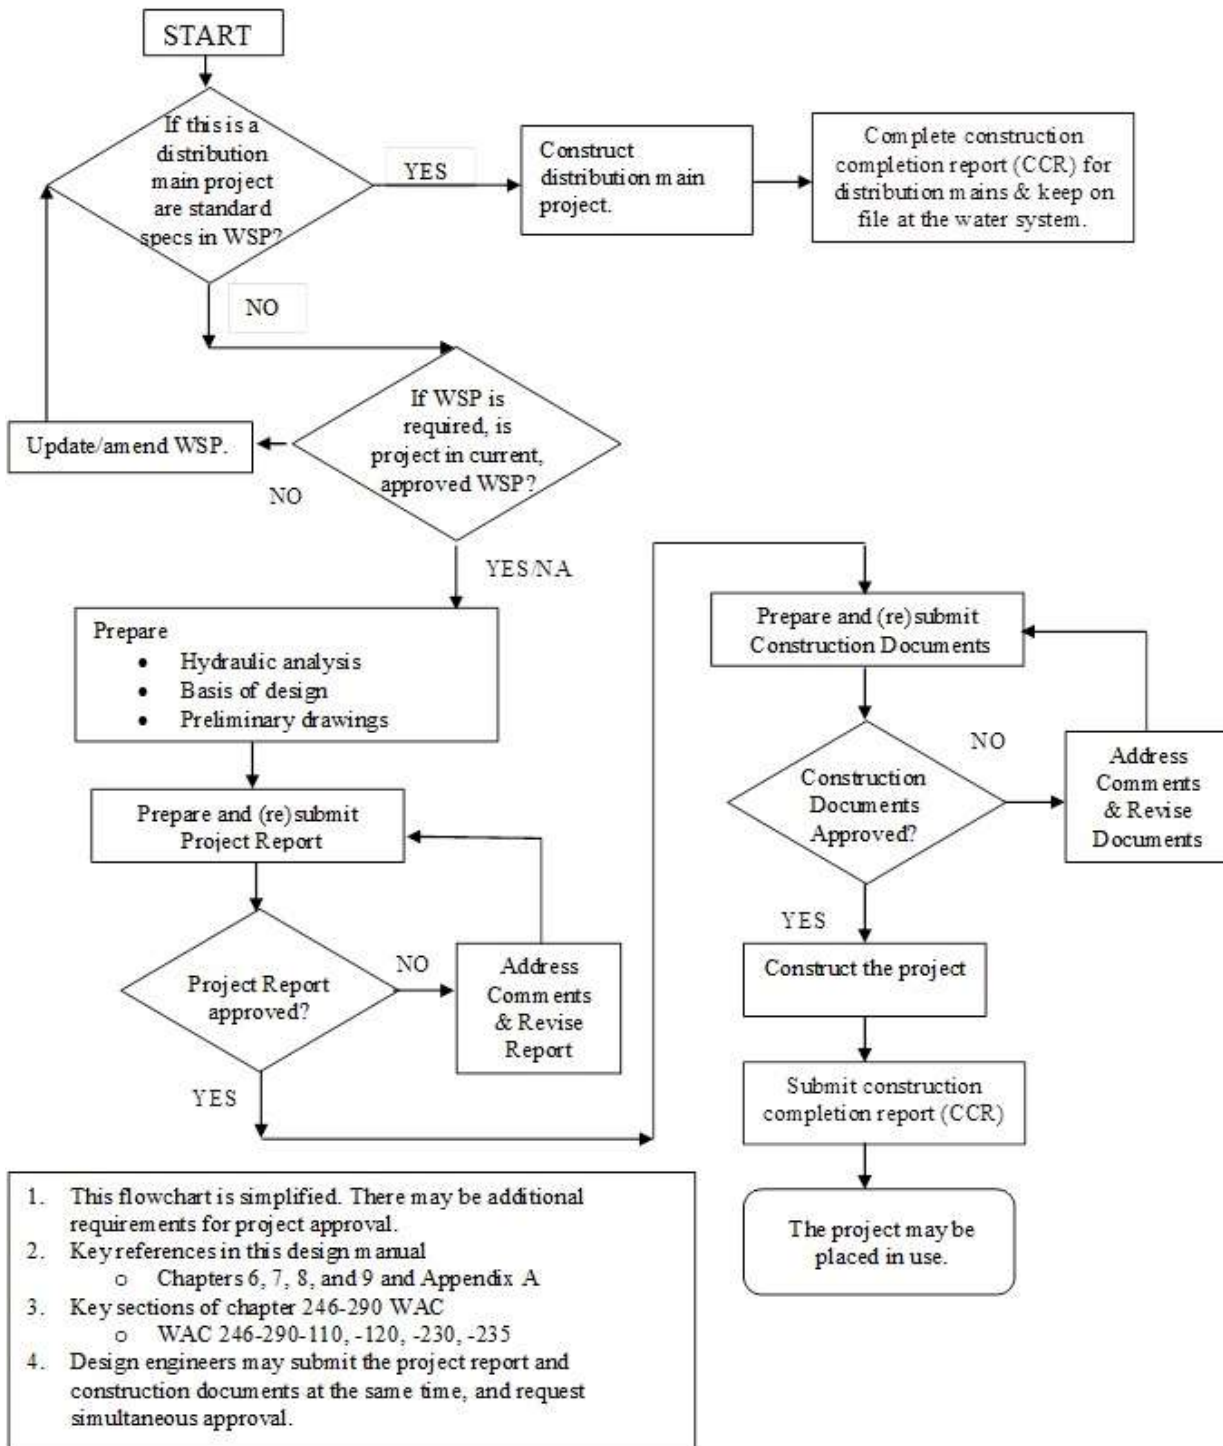 START
If this is a
distribution
main project
are standard
specs in WSP?
YES
Construct
distribution main
project.
Complete construction
completion report (CCR) for
distribution mains & keep on
file at the water system.
NO
If WSP is
required, is
project in current,
approved WSP?
Update/amend WSP.
NO
YES/NA
Prepare
• Hydraulic analysis
• Basis of design
• Preliminary drawings
Prepare and (re)submit
Project Report
Project Report
approved?
NO
Address
Comments
& Revise
Report
YES
Prepare and (re)submit
Construction Documents
Construction
Documents
Approved?
NO
Address
Comments
& Revise
Documents
YES
Construct the project
Submit construction
completion report (CCR)
The project may be
placed in use.
1. This flowchart is simplified. There may be additional
requirements for project approval.
2. Key references in this design manual
o Chapters 6, 7, 8, and 9 and Appendix A
3. Key sections of chapter 246-290 WAC
o WAC 246-290-110, -120, -230, -235
4. Design engineers may submit the project report and
construction documents at the same time, and request
simultaneous approval.